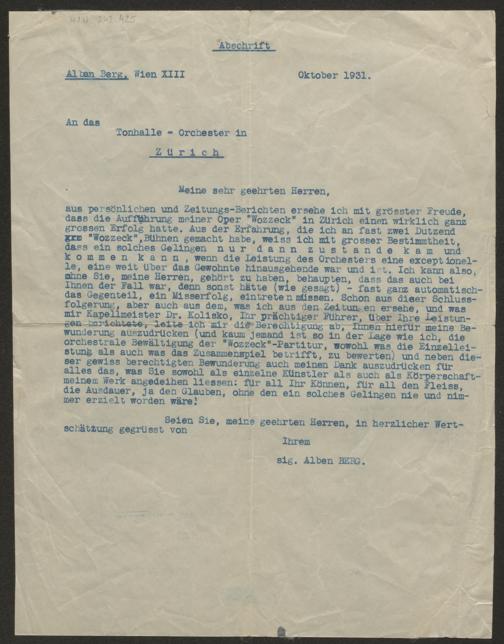 Abschrift
Alban Berg, Wien XIII Oktober 1931.
An das
Tonhalle - Orchester in
Zürich
Meine sehr geehrten Herren,
aus persönlichen und Zeitungs-Berichten ersehe ich mit grösster Freude,
dass die Aufführung meiner Oper "Wozzeck" in Zürich einen wirklich ganz
grossen Erfolg hatte. Aus der Erfahrung, die ich an fast zwei Dutzend
"Wozzeck",Bühnen gemacht habe, weiss ich mit grosser Bestimmtheit,
dass ein solches Gelingen nur dann zustande kam und
kommen kann, wenn die Leistung des Orchesters eine exceptionel-
le, eine weit über das Gewohnte hinausgehende war und ist. Ich kann also,
ohne Sie, meine Herren, gehört zu haben, behaupten, dass das auch bei
Ihnen der Fall war, denn sonst hätte (wie gesagt) - fast ganz automatisch-
das Gegenteil, ein Misserfolg, eintreten müssen. Schon aus dieser Schluss-
folgerung, aber auch aus dem, was ich aus den Zeitungen ersehe, und was
mir Kapellmeister Dr. Kolisko, Ihr prächtiger Führer, über Ihre Leistun-
gen berichtete, leite ich mir die Berechtigung ab, Ihnen hiefür meine Be-
wunderung auszudrücken (und kaum jemand ist so in der Lage wie ich, die
orchestrale Bewältigung der "Wozzeck"-Partitur, wowohl was die Einzellei-
stung als auch was das Zusammenspiel betrifft, zu bewerten) und neben die-
ser gewiss berechtigten Bewunderung auch meinen Dank auszudrücken für
alles das, was Sie sowohl als einzelne Künstler als auch als Körperschaft-
meinem Werk angedeihen liessen: für all Ihr Können, für all den Fleiss,
die Ausdauer, ja den Glauben, ohne den ein solches Gelingen nie und nim-
mer erzielt worden wäre!
Seien Sie, meine geehrten Herren, in herzlicher Wert-
schätzung gegrüsst von
Ihrem
sig. Alben BERG.